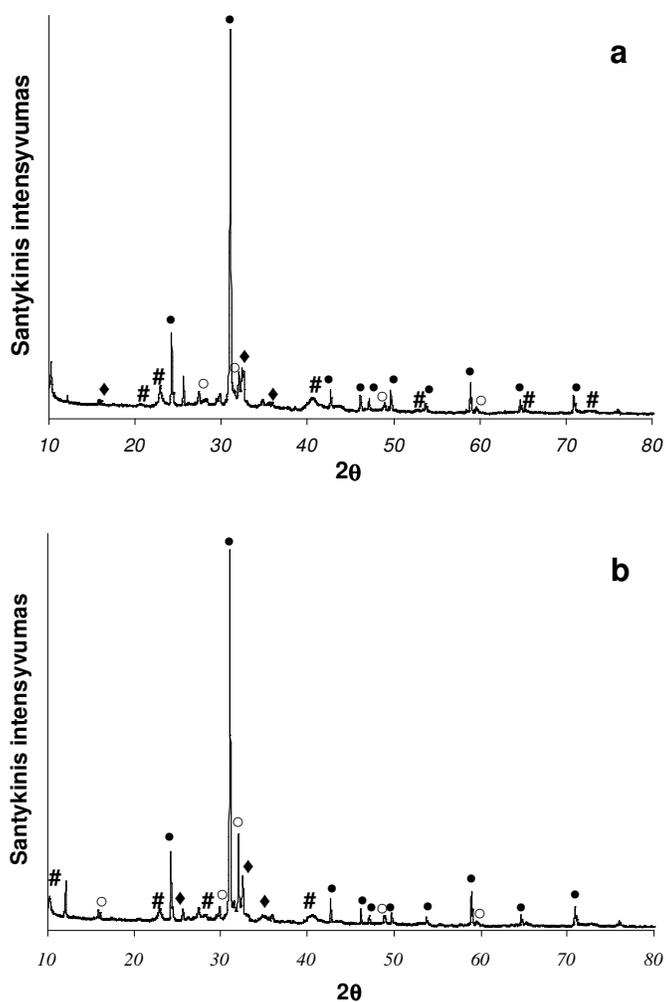 a
Santykinis intensyvumas
● ♦ # # ● ○ ● ○ ♦ ♦ # ● ● ● ○ ● # ● ● ○ ● # ● #
10 20 30 40 50 60 70 80
2θ
b
Santykinis intensyvumas
# ○ # ● ♦ # ○ ● ○ ♦ ♦ # ● ● ● ○ ● ● ● ○ ● ●
10 20 30 40 50 60 70 80
2θ